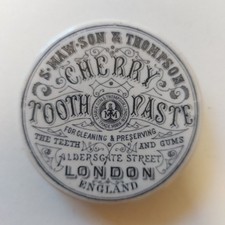 S. MAW·SON & THOMPSON
CHERRY
TOOTH PASTE
FOR CLEANING & PRESERVING
THE TEETH AND GUMS
ALDERSGATE STREET
LONDON
ENGLAND